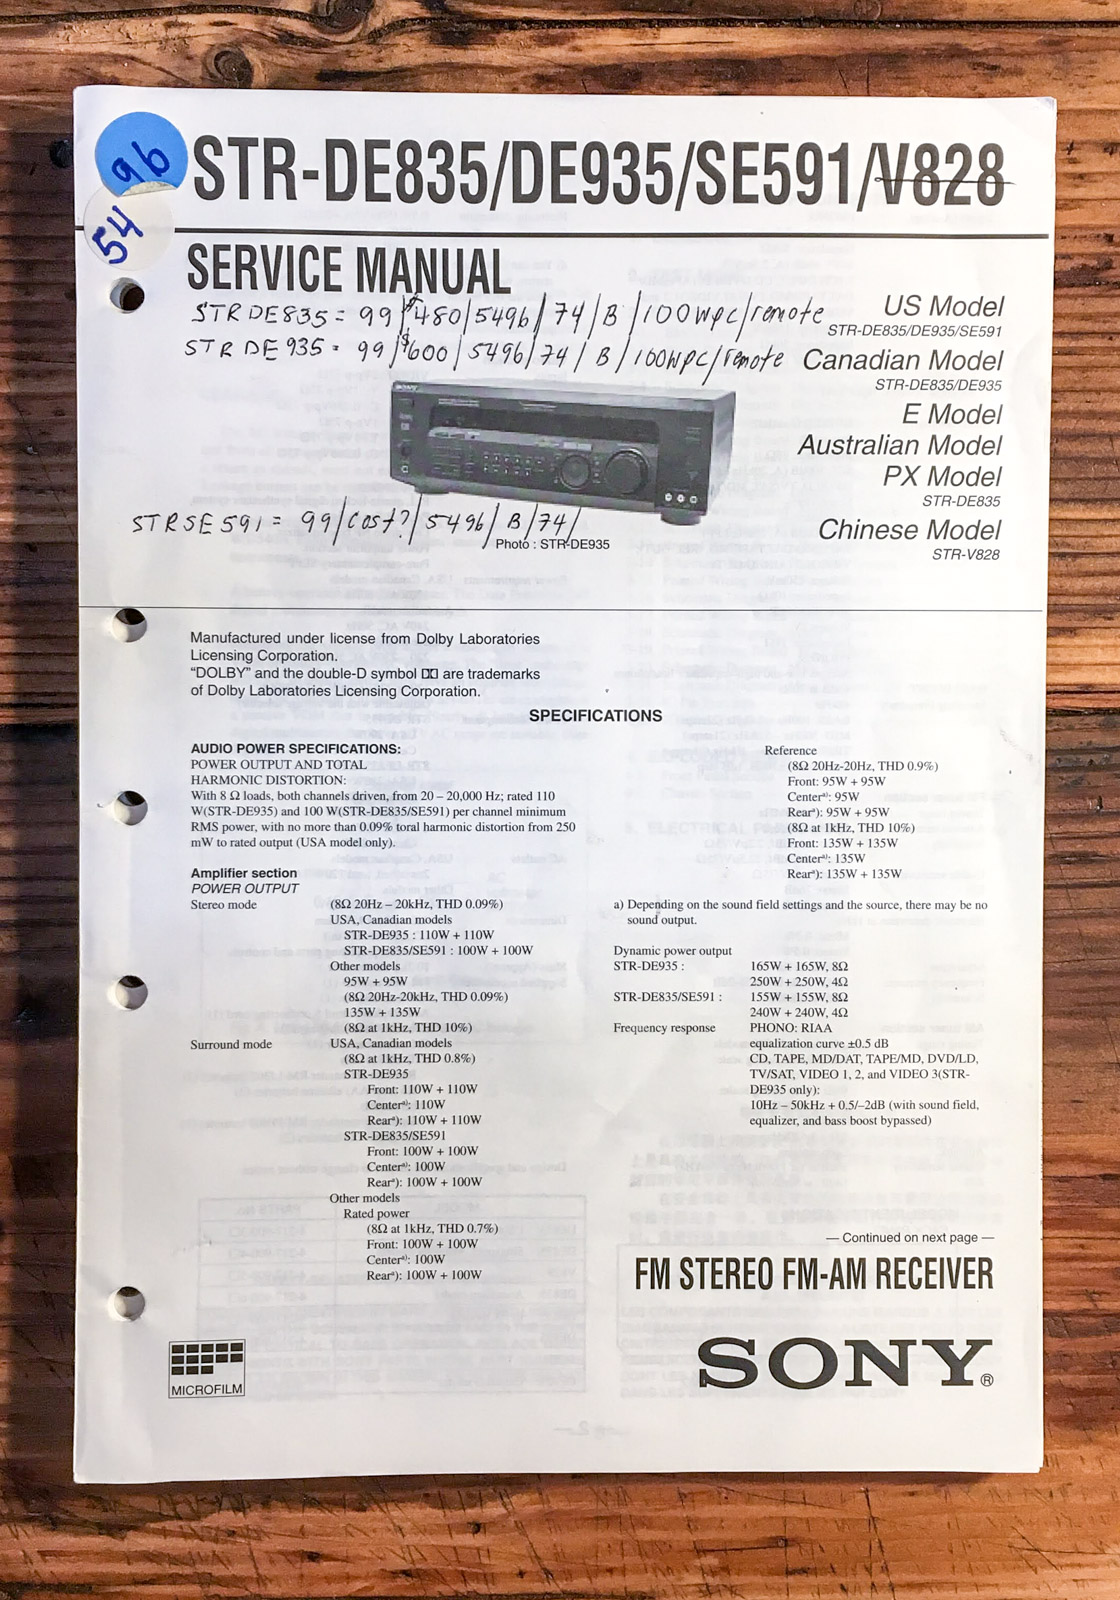 96
54
STR-DE835/DE935/SE591/V828
SERVICE MANUAL
STR DE835 = 99/$480/5496/74/B/100wpc/remote
STR DE 935 = 99/$600/5496/74/B/100WPC/remote
STRSE591 = 99/Cost?/5496/B/74/
Photo : STR-DE935
US Model
STR-DE835/DE935/SE591
Canadian Model
STR-DE835/DE935
E Model
Australian Model
PX Model
STR-DE835
Chinese Model
STR-V828
Manufactured under license from Dolby Laboratories
Licensing Corporation.
“DOLBY” and the double-D symbol are trademarks
of Dolby Laboratories Licensing Corporation.
SPECIFICATIONS
AUDIO POWER SPECIFICATIONS:
POWER OUTPUT AND TOTAL
HARMONIC DISTORTION:
With 8 Ω loads, both channels driven, from 20 – 20,000 Hz; rated 110
W(STR-DE935) and 100 W(STR-DE835/SE591) per channel minimum
RMS power, with no more than 0.09% toral harmonic distortion from 250
mW to rated output (USA model only).
Amplifier section
POWER OUTPUT
Stereo mode (8Ω 20Hz – 20kHz, THD 0.09%)
USA, Canadian models
STR-DE935 : 110W + 110W
STR-DE835/SE591 : 100W + 100W
Other models
95W + 95W
(8Ω 20Hz-20kHz, THD 0.09%)
135W + 135W
(8Ω at 1kHz, THD 10%)
Surround mode USA, Canadian models
(8Ω at 1kHz, THD 0.8%)
STR-DE935
Front: 110W + 110W
Centera): 110W
Reara): 110W + 110W
STR-DE835/SE591
Front: 100W + 100W
Centera): 100W
Reara): 100W + 100W
Other models
Rated power
(8Ω at 1kHz, THD 0.7%)
Front: 100W + 100W
Centera): 100W
Reara): 100W + 100W
Reference
(8Ω 20Hz-20Hz, THD 0.9%)
Front: 95W + 95W
Centera): 95W
Reara): 95W + 95W
(8Ω at 1kHz, THD 10%)
Front: 135W + 135W
Centera): 135W
Reara): 135W + 135W
a) Depending on the sound field settings and the source, there may be no
sound output.
Dynamic power output
STR-DE935 : 165W + 165W, 8Ω
250W + 250W, 4Ω
STR-DE835/SE591 : 155W + 155W, 8Ω
240W + 240W, 4Ω
Frequency response PHONO: RIAA
equalization curve ±0.5 dB
CD, TAPE, MD/DAT, TAPE/MD, DVD/LD,
TV/SAT, VIDEO 1, 2, and VIDEO 3(STR-
DE935 only):
10Hz – 50kHz + 0.5/–2dB (with sound field,
equalizer, and bass boost bypassed)
— Continued on next page —
FM STEREO FM-AM RECEIVER
SONY®
MICROFILM